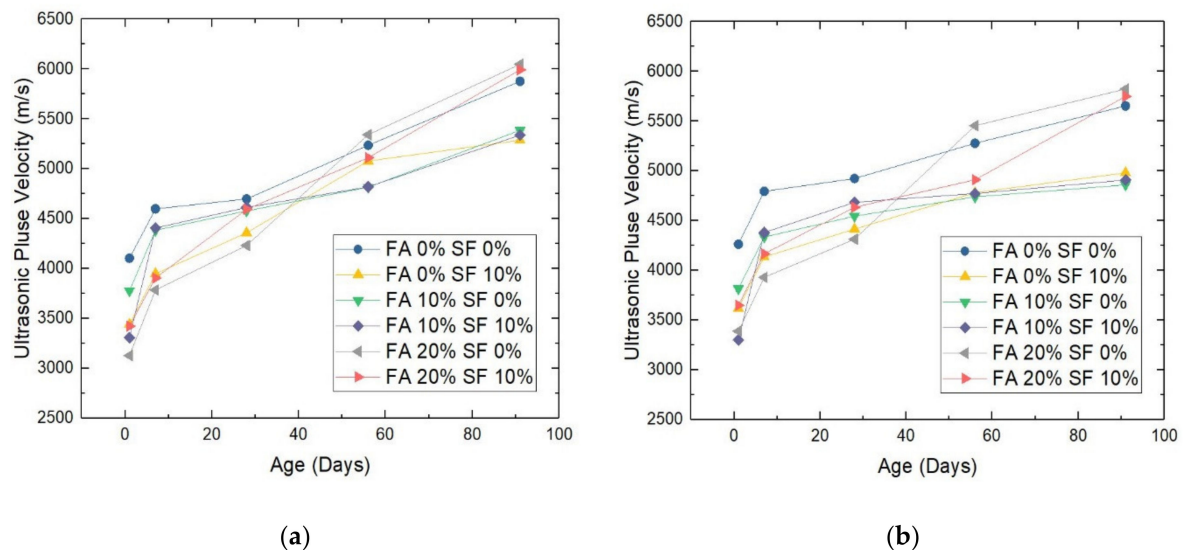 6500
6000
5500
5000
4500
4000
3500
3000
2500
Ultrasonic Pluse Velocity (m/s)
FA 0% SF 0%
FA 0% SF 10%
FA 10% SF 0%
FA 10% SF 10%
FA 20% SF 0%
FA 20% SF 10%
0 20 40 60 80 100
Age (Days)
(a)
6500
6000
5500
5000
4500
4000
3500
3000
2500
Ultrasonic Pluse Velocity (m/s)
FA 0% SF 0%
FA 0% SF 10%
FA 10% SF 0%
FA 10% SF 10%
FA 20% SF 0%
FA 20% SF 10%
0 20 40 60 80 100
Age (Days)
(b)